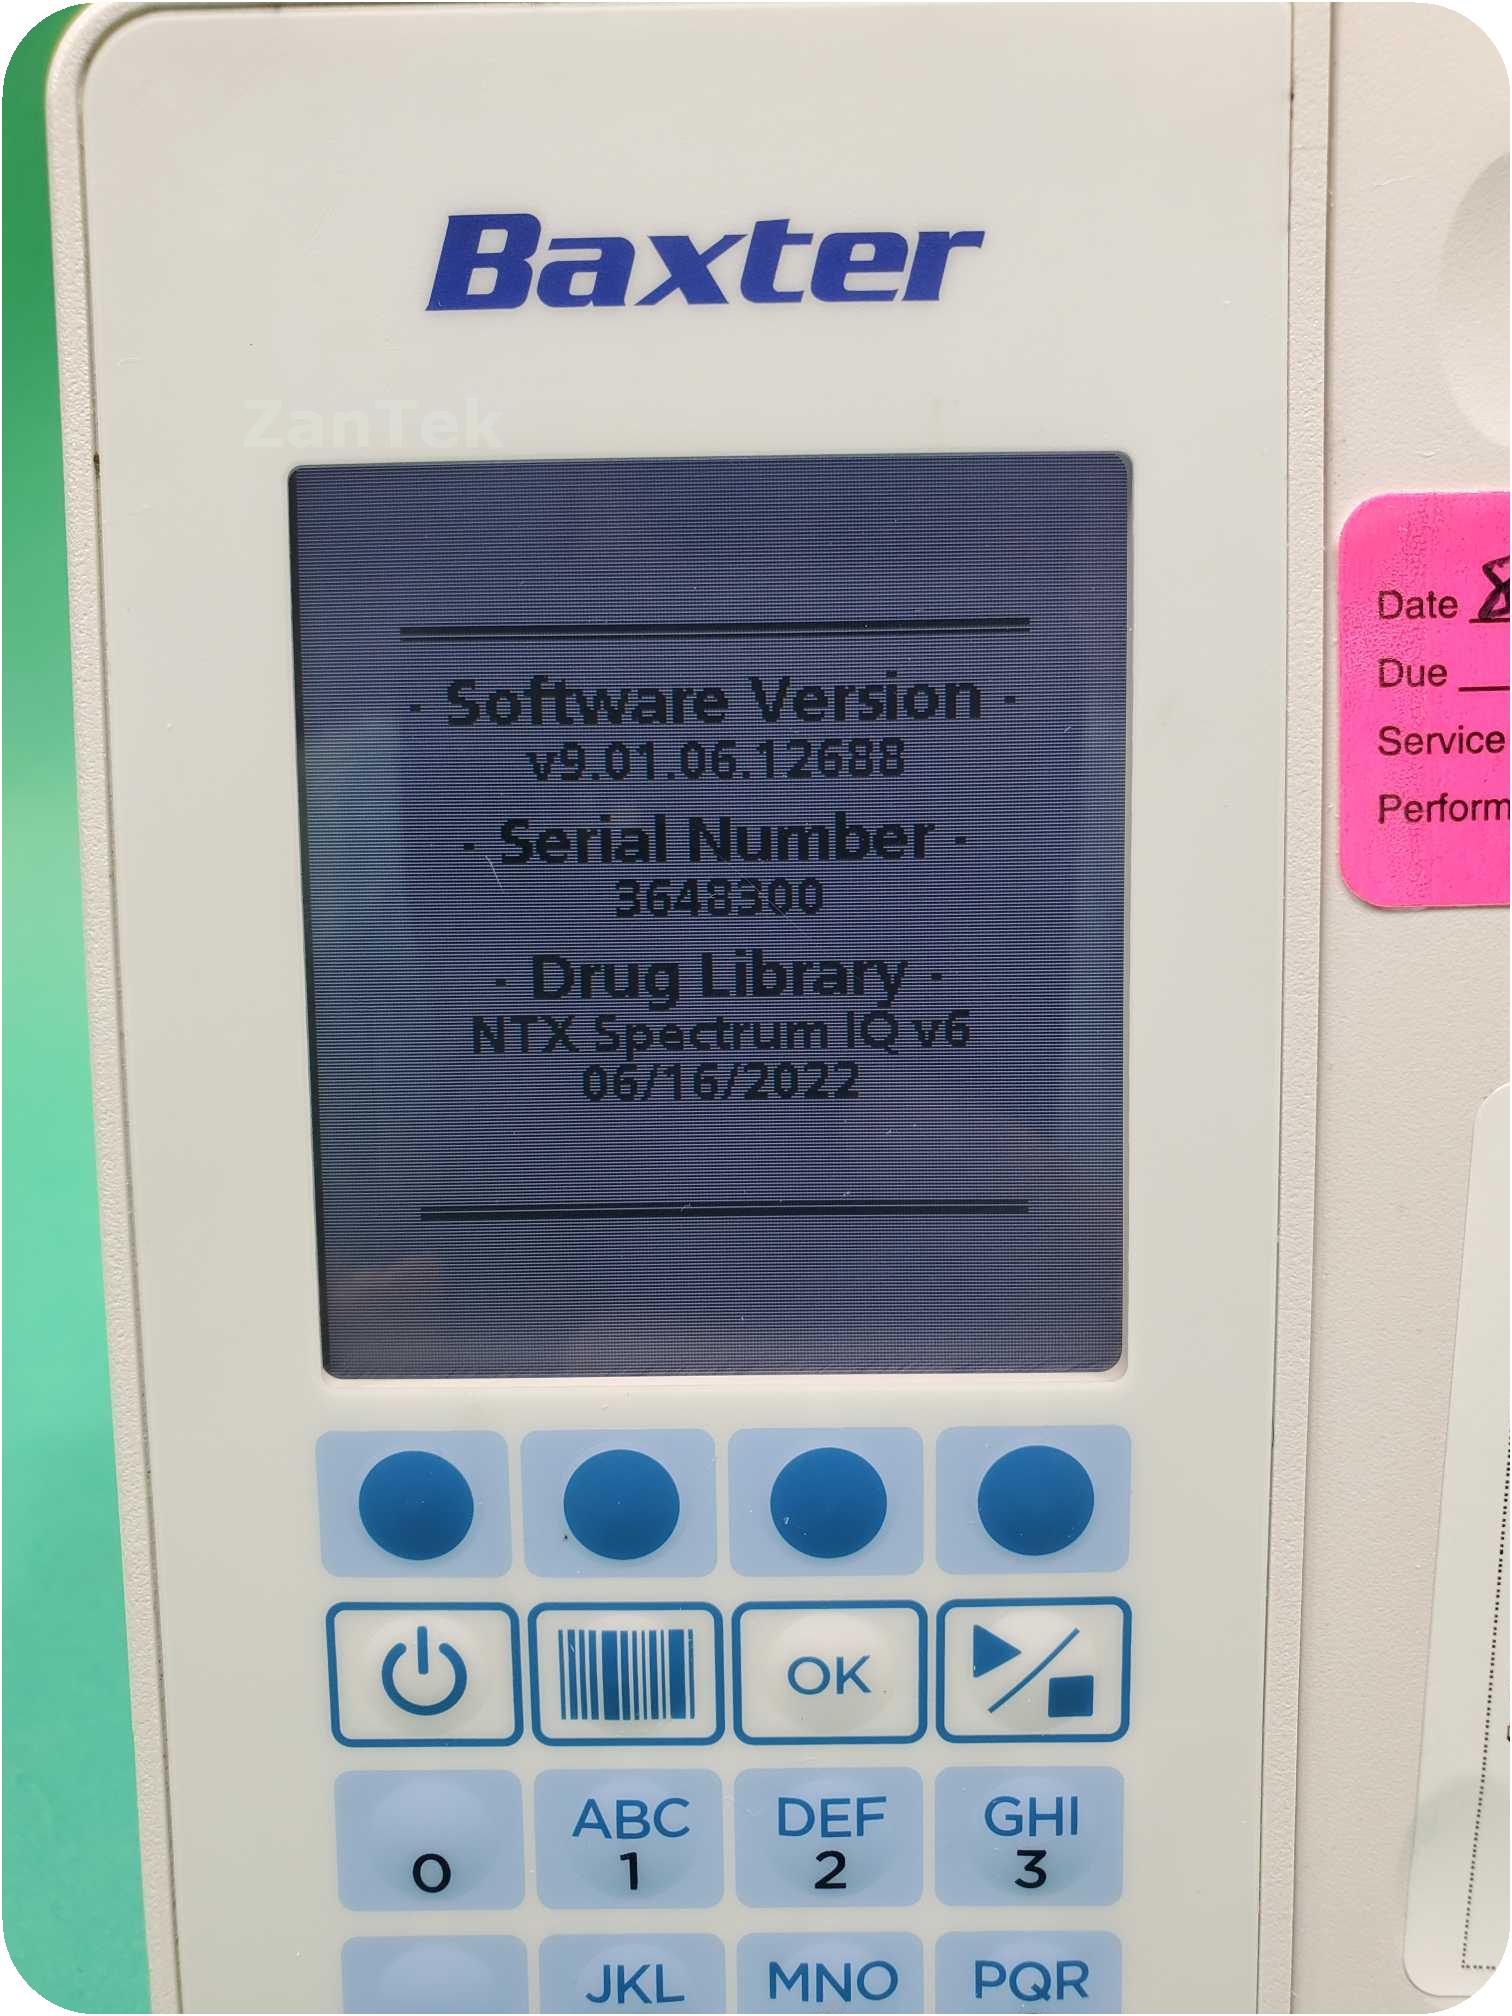 Baxter
ZanTek
- Software Version -
v9.01.06.12688
- Serial Number -
3648300
- Drug Library -
NTX Spectrum IQ v6
06/16/2022
Date
Due
Service
Perform
OK
0
ABC
1
DEF
2
GHI
3
JKL
MNO
PQR